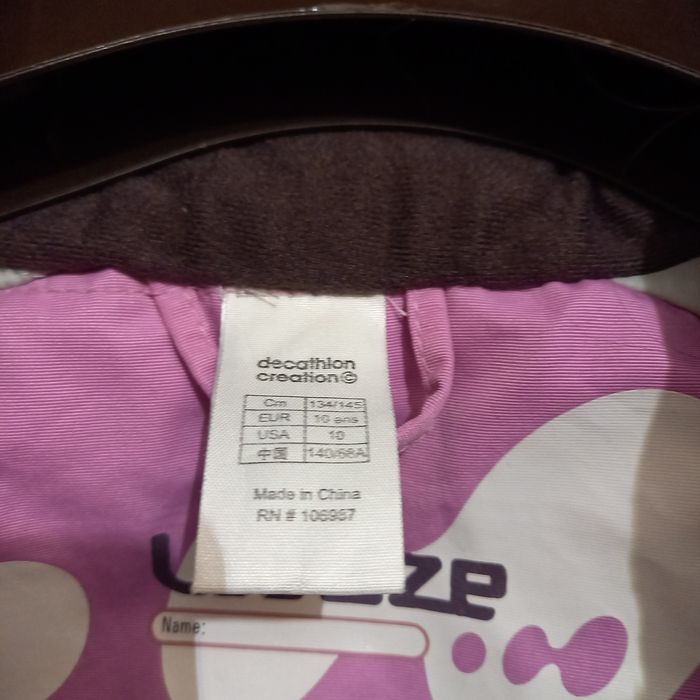 decathlon
creation©
Cm 134/145
EUR 10 ans
USA 10
中国 140/68A
Made in China
RN # 106957
Name: